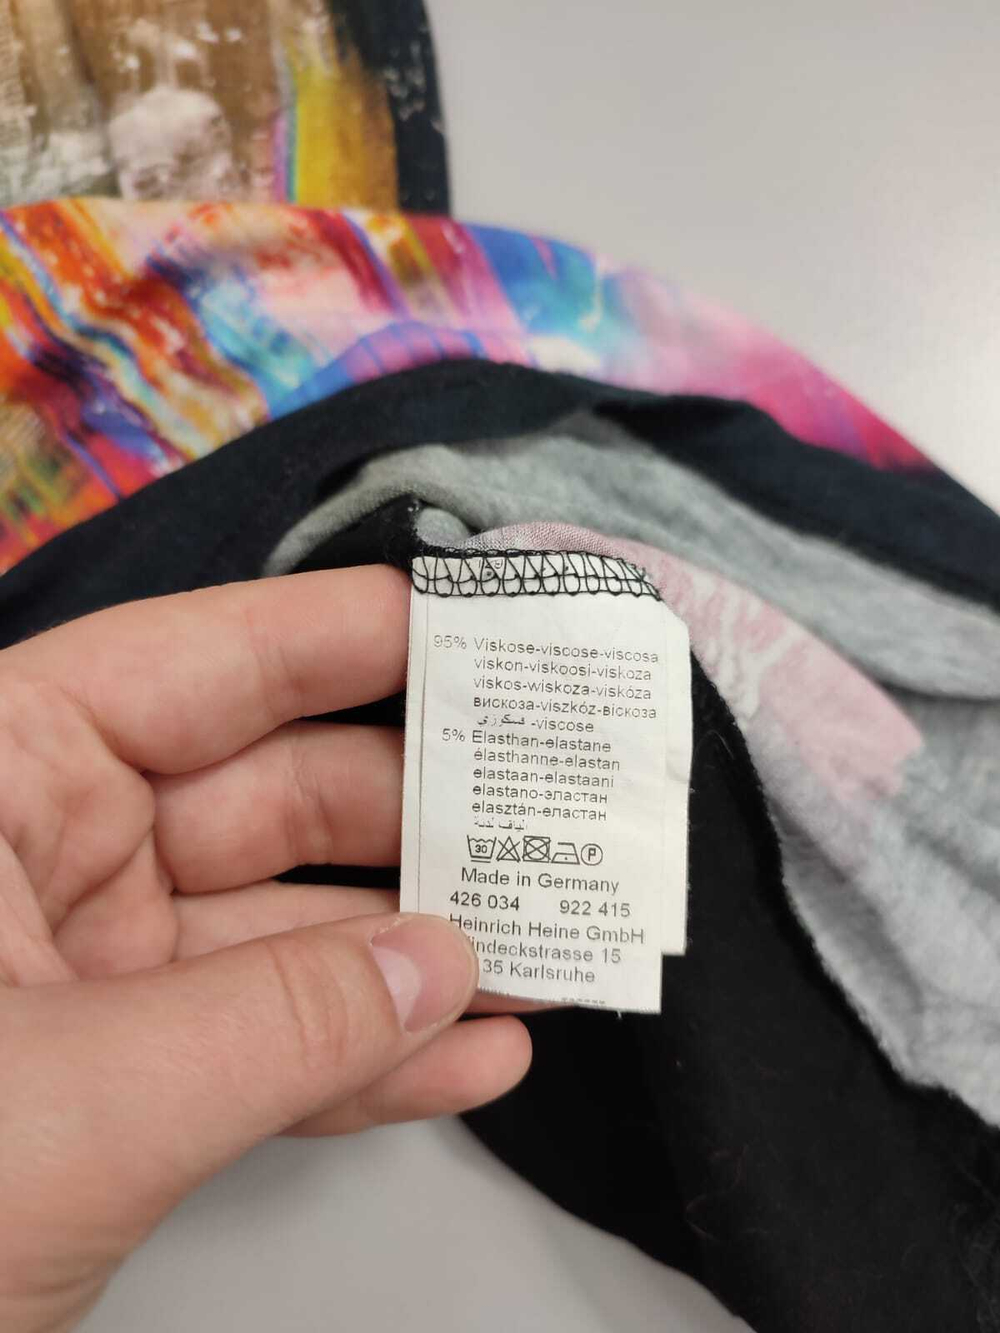 95% Viskose-viscose-viscosa
viskon-viskoosi-viskoza
viskos-wiskoza-viskóza
вискоза-viszkóz-віскоза
فسكوزي -viscose
5% Elasthan-elastane
élasthanne-elastan
elastaan-elastaani
elastano-эластан
elasztán-еластан
30 P
Made in Germany
426 034 922 415
Heinrich Heine GmbH
indeckstrasse 15
35 Karlsruhe